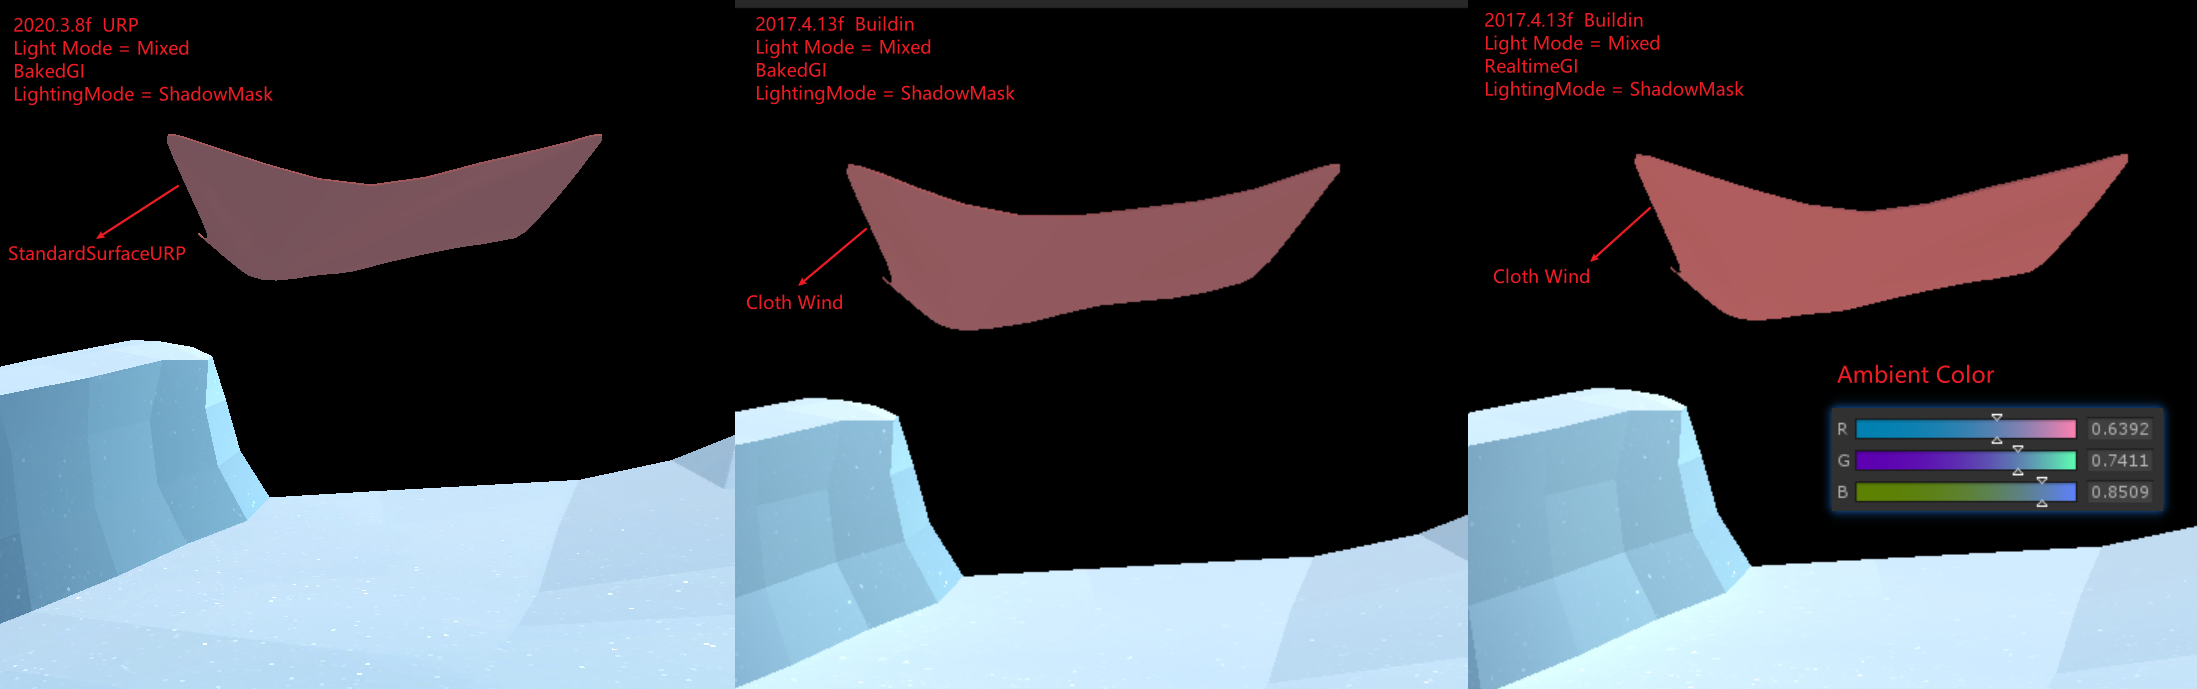 2020.3.8f  URP
Light Mode = Mixed
BakedGI
LightingMode = ShadowMask
StandardSurfaceURP
2017.4.13f  Buildin
Light Mode = Mixed
BakedGI
LightingMode = ShadowMask
Cloth Wind
2017.4.13f  Buildin
Light Mode = Mixed
RealtimeGI
LightingMode = ShadowMask
Cloth Wind
Ambient Color
R 0.6392
G 0.7411
B 0.8509